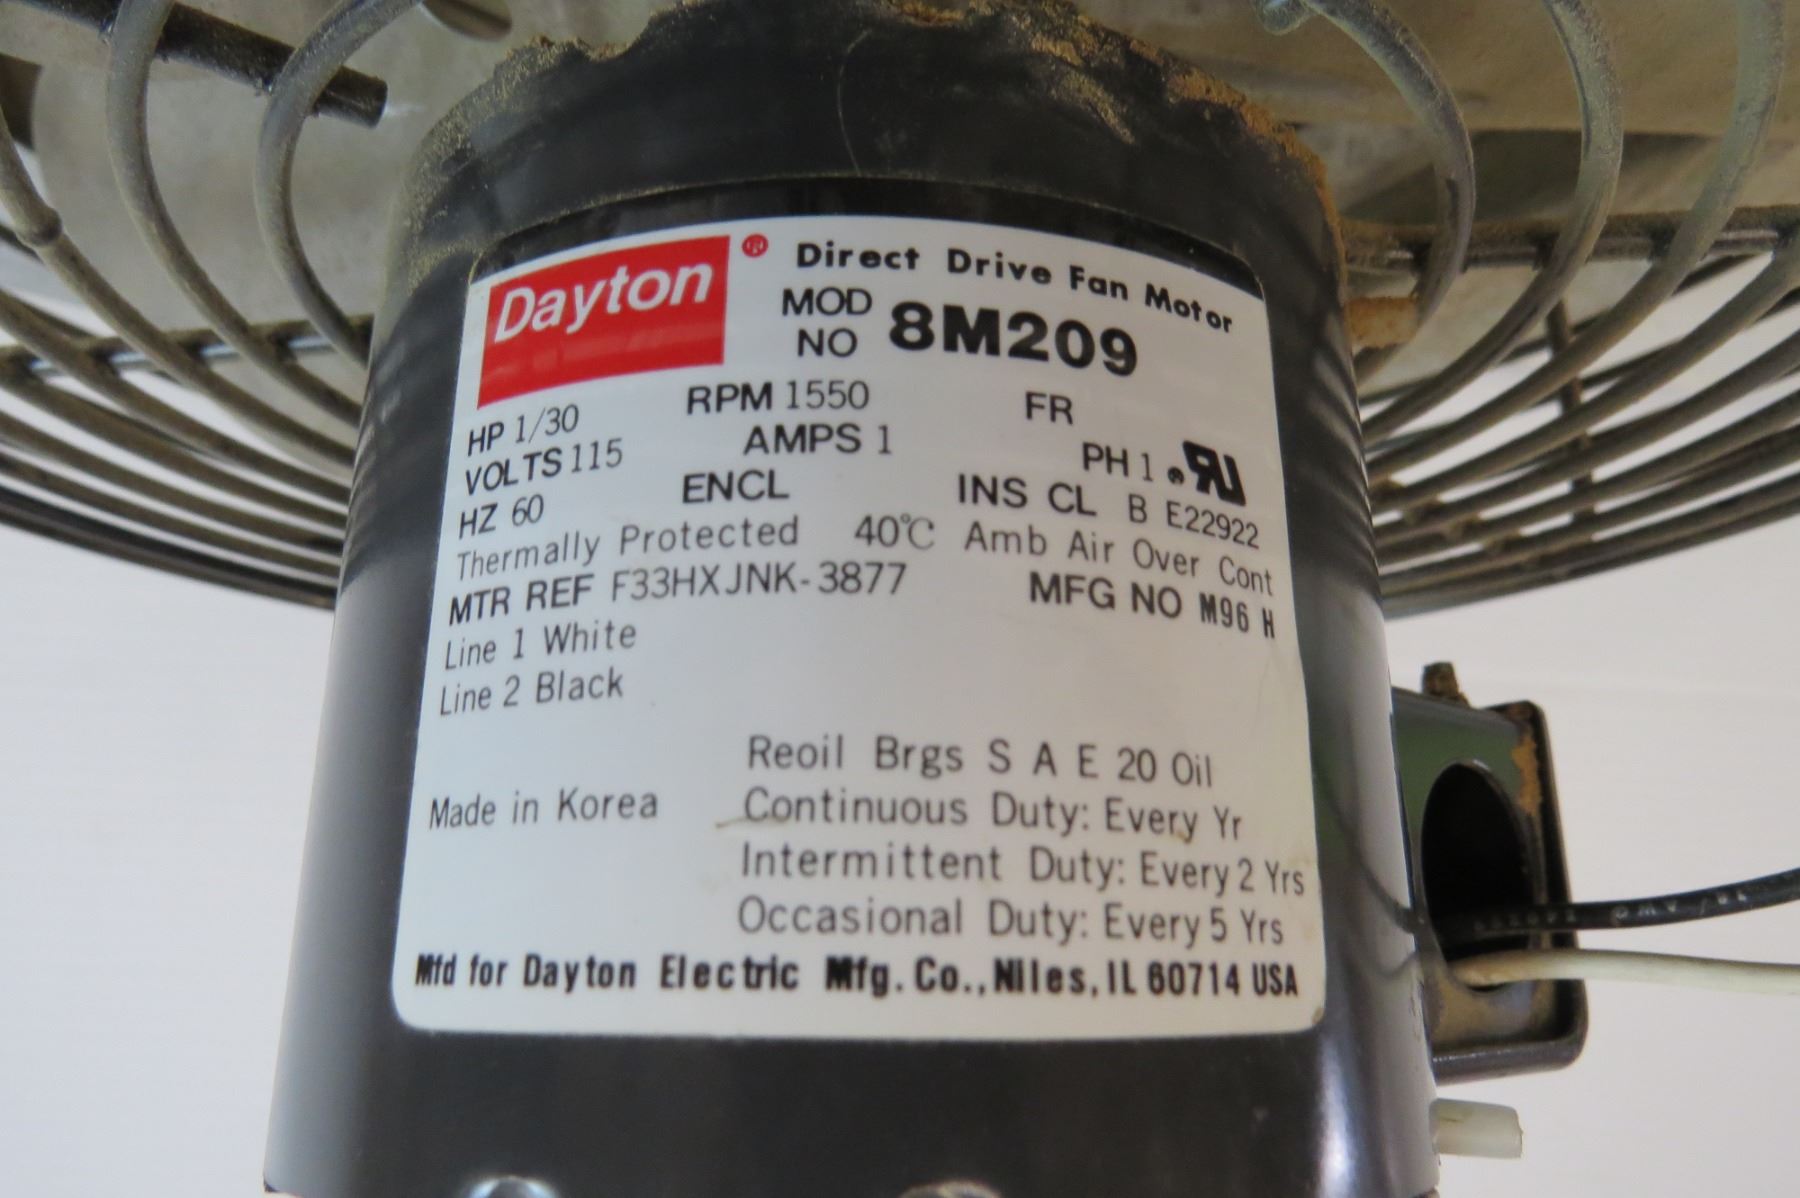 Dayton ® Direct Drive Fan Motor
MOD
NO 8M209
HP 1/30 RPM 1550 FR
VOLTS 115 AMPS 1 PH 1
HZ 60 ENCL INS CL B E22922
Thermally Protected 40°C Amb Air Over Cont
MTR REF F33HXJNK-3877 MFG NO M96 H
Line 1 White
Line 2 Black
Reoil Brgs S A E 20 Oil
Made in Korea Continuous Duty: Every Yr
Intermittent Duty: Every 2 Yrs
Occasional Duty: Every 5 Yrs
Mfd for Dayton Electric Mfg. Co., Niles, IL 60714 USA